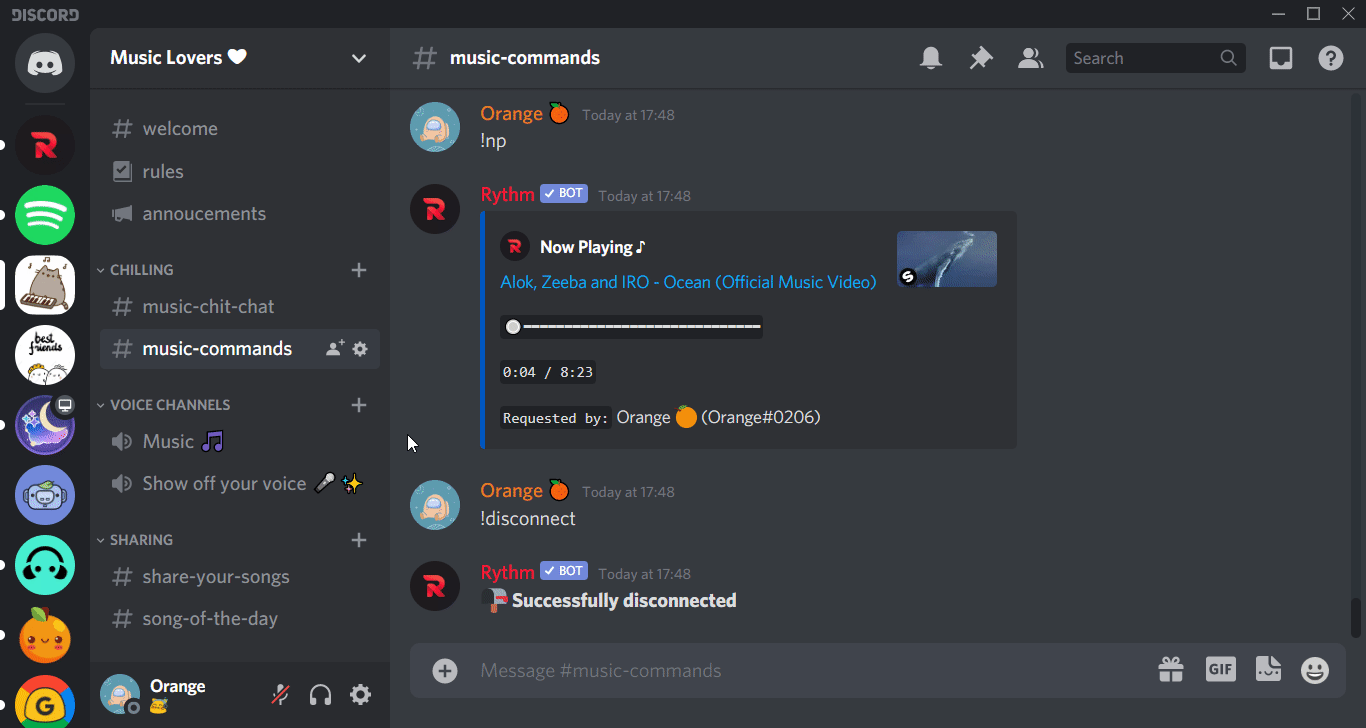 DISCORD
Music Lovers 🤍
welcome
rules
annoucements
CHILLING
music-chit-chat
music-commands
VOICE CHANNELS
Music 🎵
Show off your voice 🎤 ✨
SHARING
share-your-songs
song-of-the-day
best
friends
G
Orange
# music-commands
Search
Orange 🍊 Today at 17:48
!np
Rythm ✓ BOT Today at 17:48
R Now Playing ♪
Alok, Zeeba and IRO - Ocean (Official Music Video)
0:04 / 8:23
Requested by: Orange 🍊 (Orange#0206)
Orange 🍊 Today at 17:48
!disconnect
Rythm ✓ BOT Today at 17:48
📭 Successfully disconnected
Message #music-commands
GIF